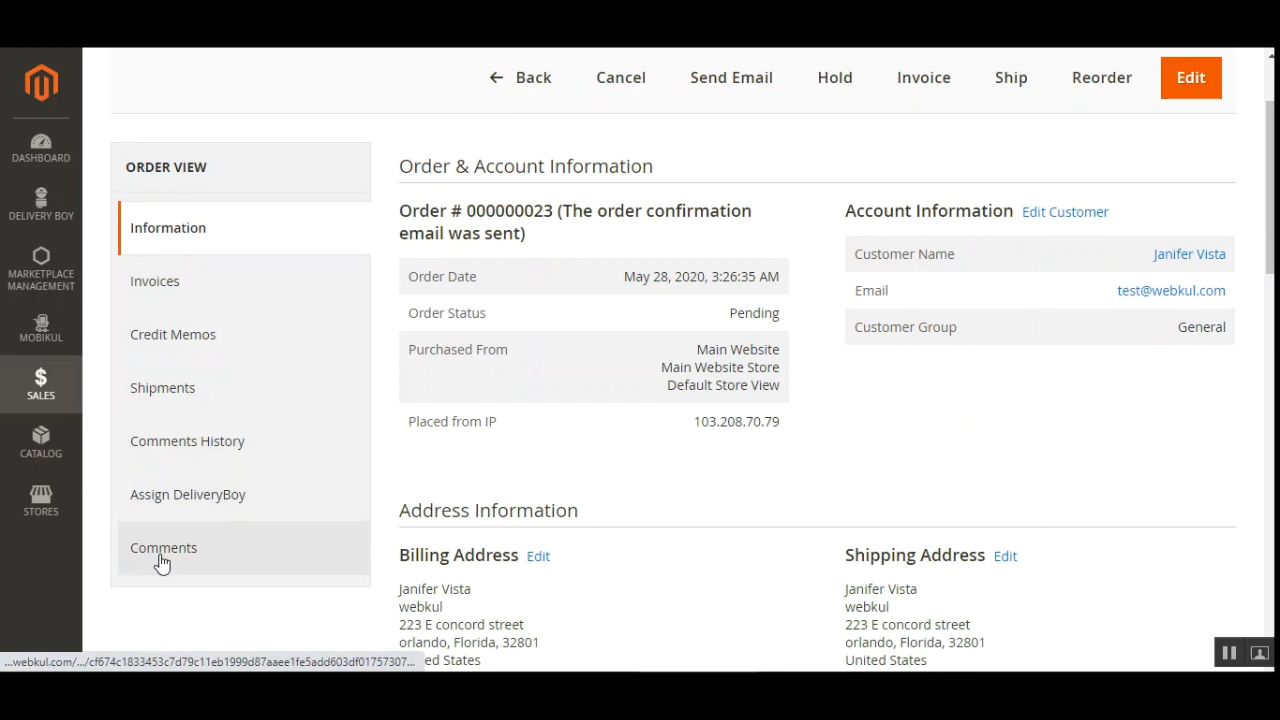 Back
Cancel
Send Email
Hold
Invoice
Ship
Reorder
Edit
DASHBOARD
DELIVERY BOY
MARKETPLACE
MANAGEMENT
MOBIKUL
$
SALES
CATALOG
STORES
ORDER VIEW
Information
Invoices
Credit Memos
Shipments
Comments History
Assign DeliveryBoy
Comments
Order & Account Information
Order # 000000023 (The order confirmation
email was sent)
Order Date May 28, 2020, 3:26:35 AM
Order Status Pending
Purchased From Main Website
Main Website Store
Default Store View
Placed from IP 103.208.70.79
Account Information Edit Customer
Customer Name Janifer Vista
Email test@webkul.com
Customer Group General
Address Information
Billing Address Edit
Janifer Vista
webkul
223 E concord street
orlando, Florida, 32801
ed States
Shipping Address Edit
Janifer Vista
webkul
223 E concord street
orlando, Florida, 32801
United States
...webkul.com/.../cf674c1833453c7d79c11eb1999d87aaee1fe5add603df01757307...